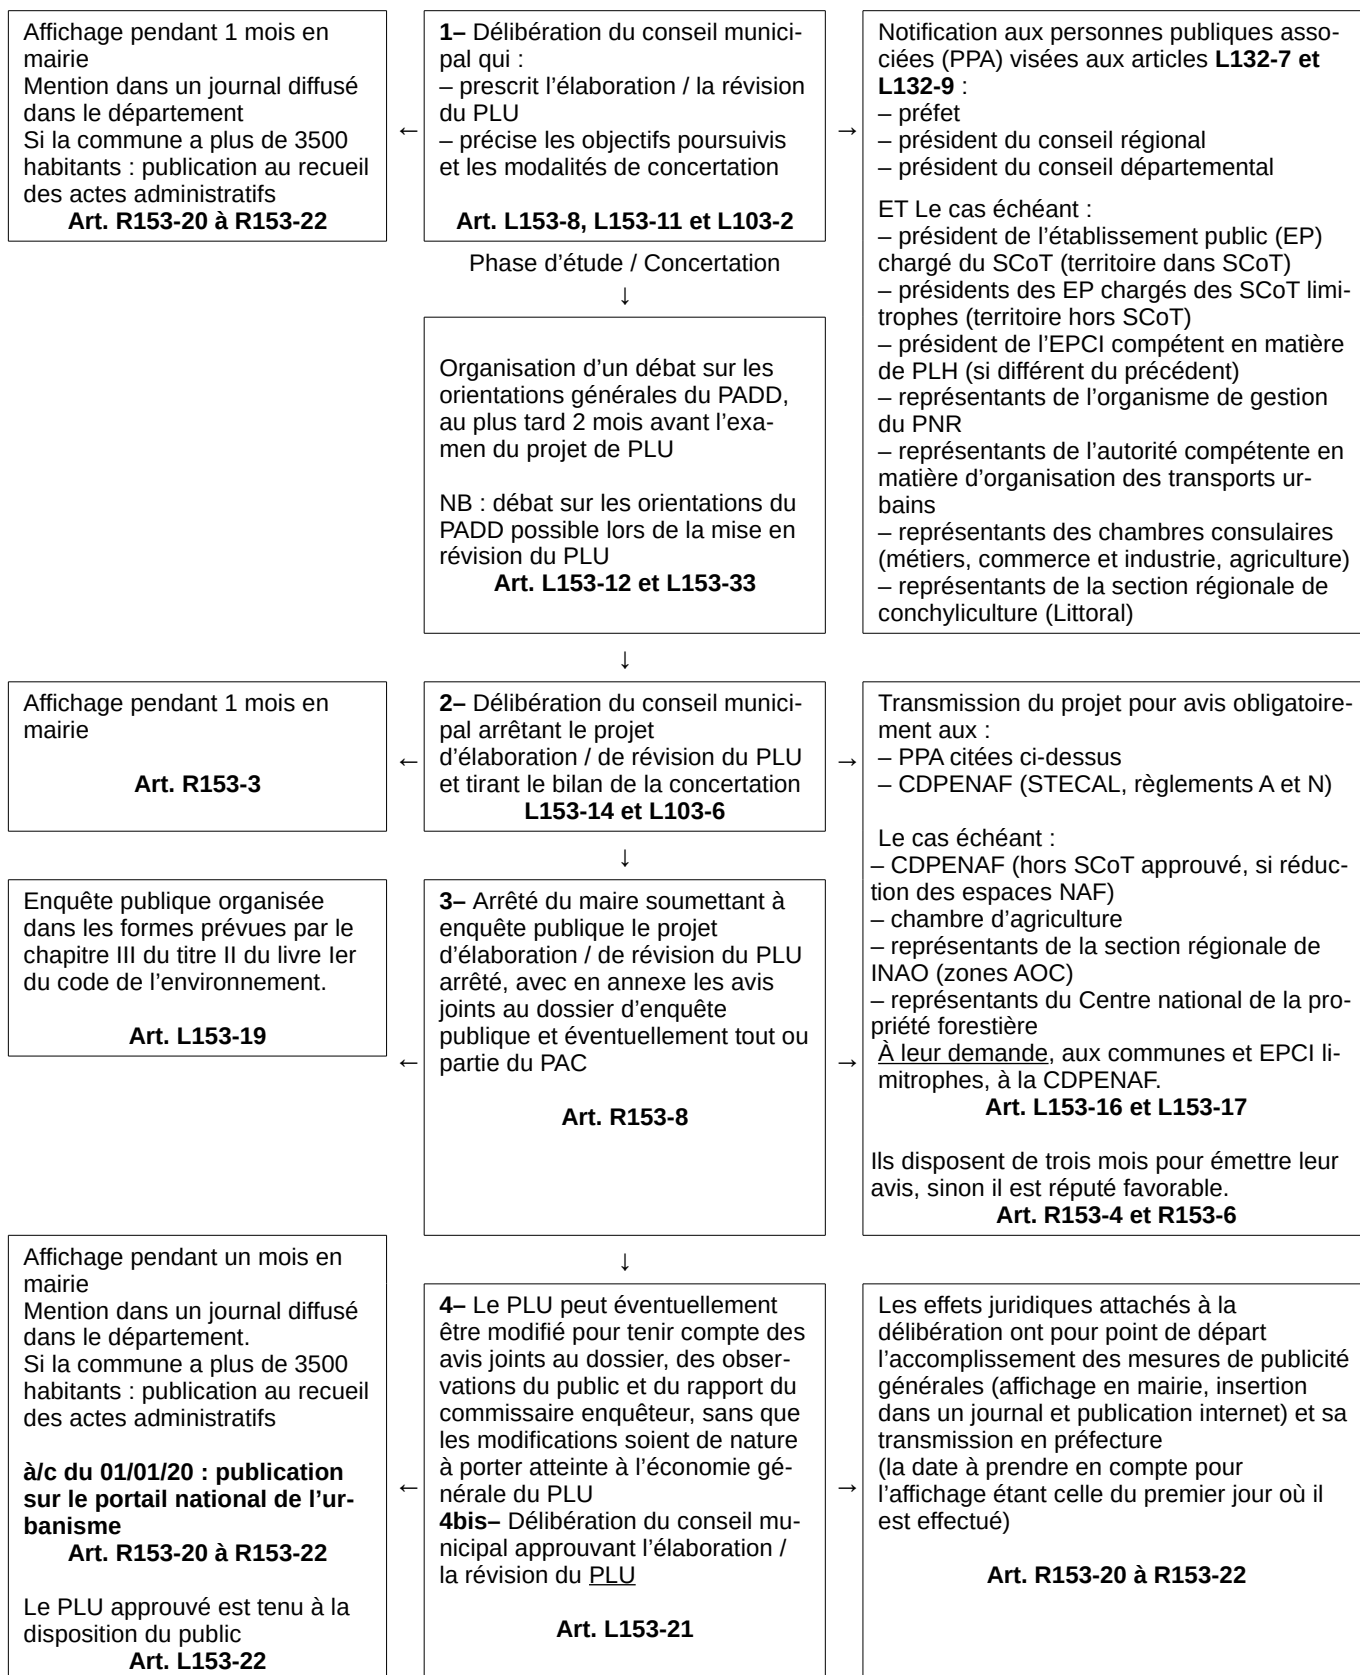 Affichage pendant 1 mois en
mairie
Mention dans un journal diffusé
dans le département
Si la commune a plus de 3500
habitants : publication au recueil
des actes administratifs
Art. R153-20 à R153-22
←
1– Délibération du conseil munici-
pal qui :
– prescrit l’élaboration / la révision
du PLU
– précise les objectifs poursuivis
et les modalités de concertation
Art. L153-8, L153-11 et L103-2
→
Notification aux personnes publiques asso-
ciées (PPA) visées aux articles L132-7 et
L132-9 :
– préfet
– président du conseil régional
– président du conseil départemental
ET Le cas échéant :
– président de l’établissement public (EP)
chargé du SCoT (territoire dans SCoT)
– présidents des EP chargés des SCoT limi-
trophes (territoire hors SCoT)
– président de l’EPCI compétent en matière
de PLH (si différent du précédent)
– représentants de l’organisme de gestion
du PNR
– représentants de l’autorité compétente en
matière d’organisation des transports ur-
bains
– représentants des chambres consulaires
(métiers, commerce et industrie, agriculture)
– représentants de la section régionale de
conchyliculture (Littoral)
Phase d’étude / Concertation
↓
Organisation d’un débat sur les
orientations générales du PADD,
au plus tard 2 mois avant l’exa-
men du projet de PLU
NB : débat sur les orientations du
PADD possible lors de la mise en
révision du PLU
Art. L153-12 et L153-33
↓
Affichage pendant 1 mois en
mairie
Art. R153-3
←
2– Délibération du conseil munici-
pal arrêtant le projet
d’élaboration / de révision du PLU
et tirant le bilan de la concertation
L153-14 et L103-6
→
Transmission du projet pour avis obligatoire-
ment aux :
– PPA citées ci-dessus
– CDPENAF (STECAL, règlements A et N)
Le cas échéant :
– CDPENAF (hors SCoT approuvé, si réduc-
tion des espaces NAF)
– chambre d’agriculture
– représentants de la section régionale de
INAO (zones AOC)
– représentants du Centre national de la pro-
priété forestière
À leur demande, aux communes et EPCI li-
mitrophes, à la CDPENAF.
Art. L153-16 et L153-17
Ils disposent de trois mois pour émettre leur
avis, sinon il est réputé favorable.
Art. R153-4 et R153-6
↓
Enquête publique organisée
dans les formes prévues par le
chapitre III du titre II du livre Ier
du code de l’environnement.
Art. L153-19
←
3– Arrêté du maire soumettant à
enquête publique le projet
d’élaboration / de révision du PLU
arrêté, avec en annexe les avis
joints au dossier d’enquête
publique et éventuellement tout ou
partie du PAC
Art. R153-8
→
↓
Affichage pendant un mois en
mairie
Mention dans un journal diffusé
dans le département.
Si la commune a plus de 3500
habitants : publication au recueil
des actes administratifs
à/c du 01/01/20 : publication
sur le portail national de l’ur-
banisme
Art. R153-20 à R153-22
Le PLU approuvé est tenu à la
disposition du public
Art. L153-22
←
4– Le PLU peut éventuellement
être modifié pour tenir compte des
avis joints au dossier, des obser-
vations du public et du rapport du
commissaire enquêteur, sans que
les modifications soient de nature
à porter atteinte à l’économie gé-
nérale du PLU
4bis– Délibération du conseil mu-
nicipal approuvant l’élaboration /
la révision du PLU
Art. L153-21
→
Les effets juridiques attachés à la
délibération ont pour point de départ
l’accomplissement des mesures de publicité
générales (affichage en mairie, insertion
dans un journal et publication internet) et sa
transmission en préfecture
(la date à prendre en compte pour
l’affichage étant celle du premier jour où il
est effectué)
Art. R153-20 à R153-22